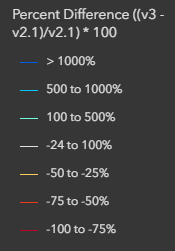 Percent Difference ((v3 -
v2.1)/v2.1) * 100
> 1000%
500 to 1000%
100 to 500%
-24 to 100%
-50 to -25%
-75 to -50%
-100 to -75%